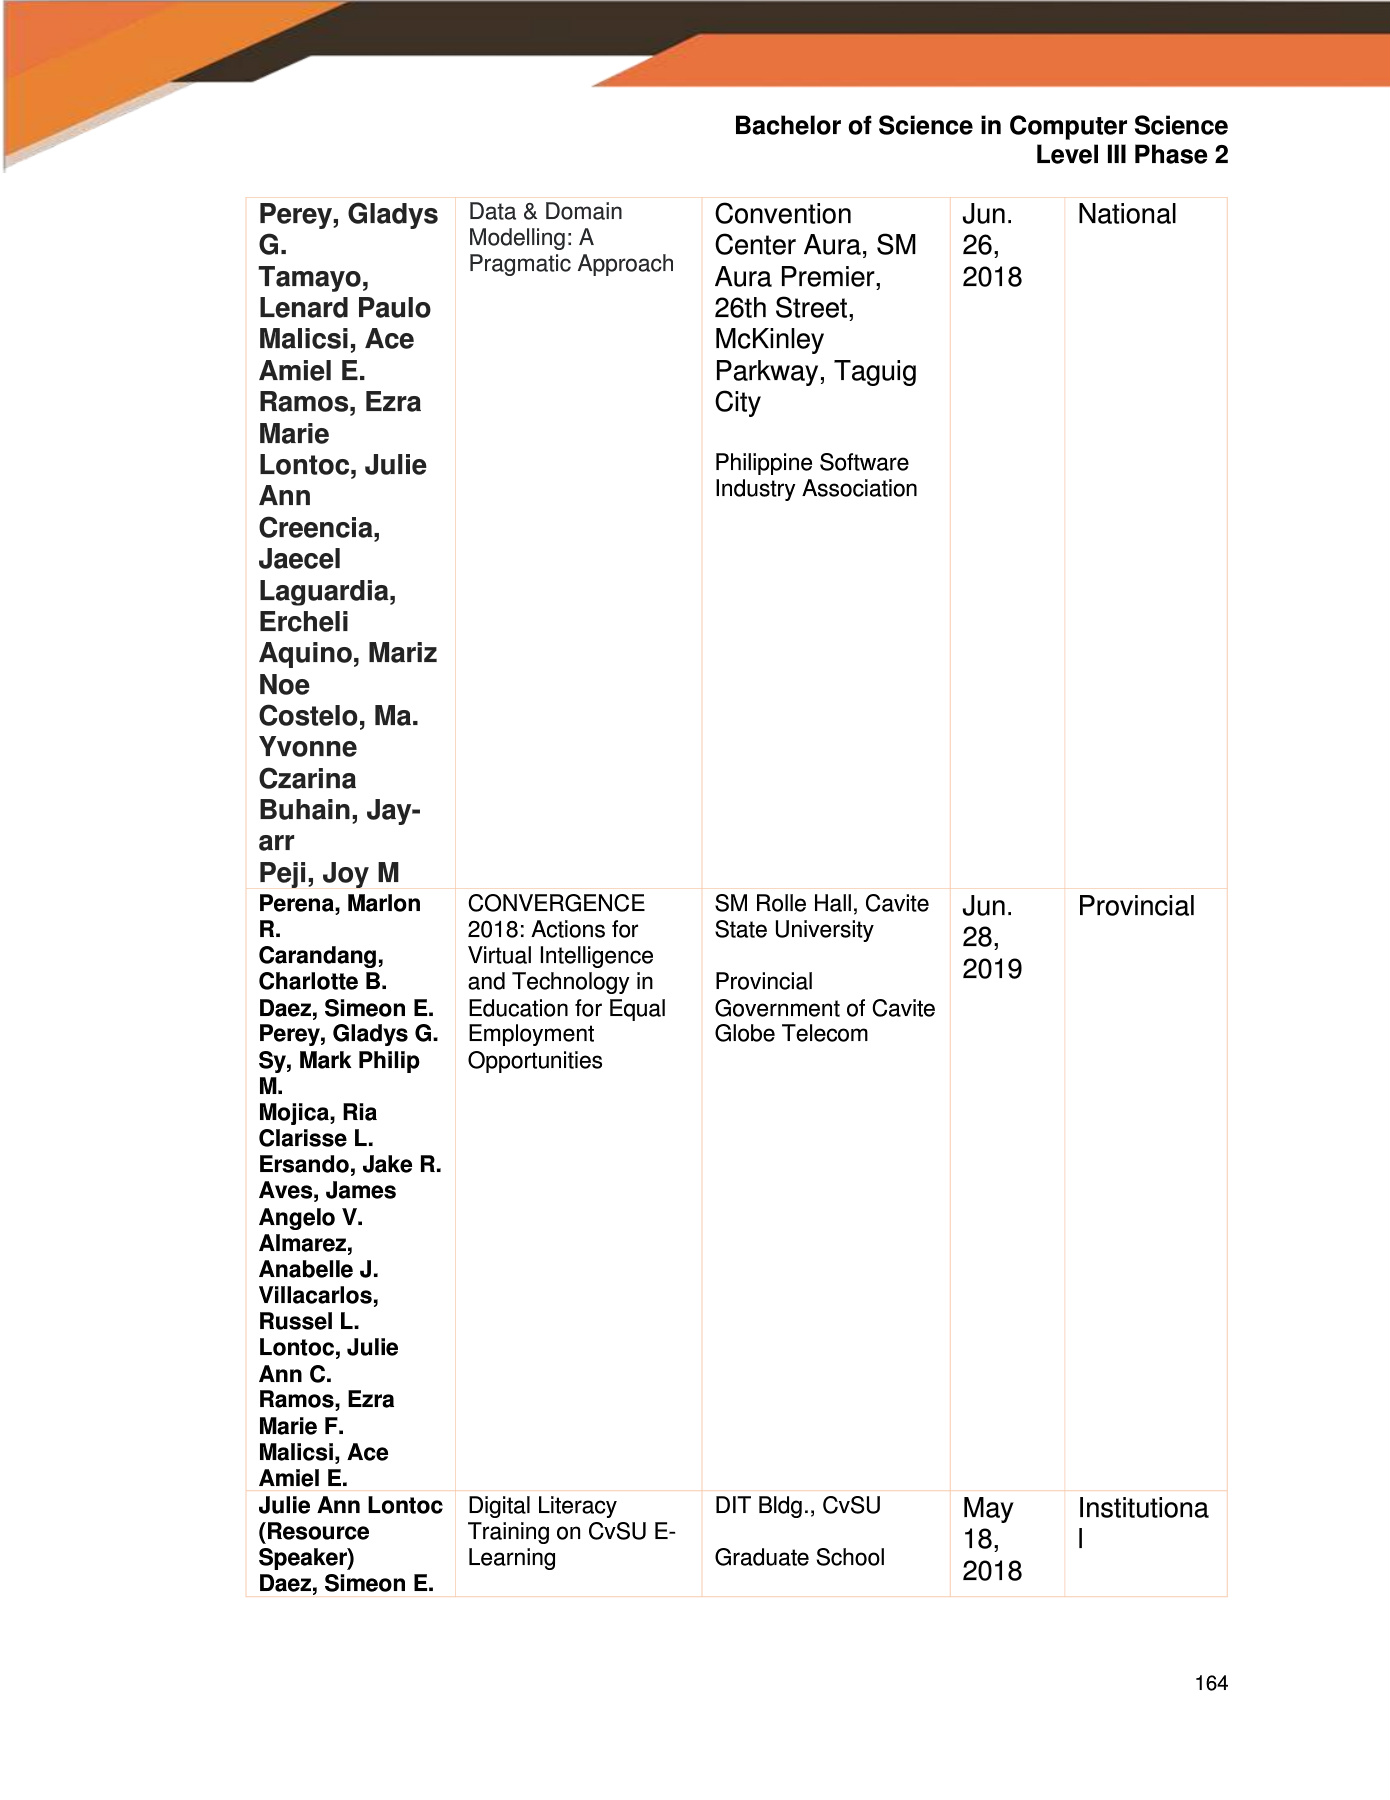 Bachelor of Science in Computer Science
Level III Phase 2
Perey, Gladys
G.
Tamayo,
Lenard Paulo
Malicsi, Ace
Amiel E.
Ramos, Ezra
Marie
Lontoc, Julie
Ann
Creencia,
Jaecel
Laguardia,
Ercheli
Aquino, Mariz
Noe
Costelo, Ma.
Yvonne
Czarina
Buhain, Jay-
arr
Peji, Joy M
Data & Domain
Modelling: A
Pragmatic Approach
Convention
Center Aura, SM
Aura Premier,
26th Street,
McKinley
Parkway, Taguig
City
Philippine Software
Industry Association
Jun.
26,
2018
National
Perena, Marlon
R.
Carandang,
Charlotte B.
Daez, Simeon E.
Perey, Gladys G.
Sy, Mark Philip
M.
Mojica, Ria
Clarisse L.
Ersando, Jake R.
Aves, James
Angelo V.
Almarez,
Anabelle J.
Villacarlos,
Russel L.
Lontoc, Julie
Ann C.
Ramos, Ezra
Marie F.
Malicsi, Ace
Amiel E.
CONVERGENCE
2018: Actions for
Virtual Intelligence
and Technology in
Education for Equal
Employment
Opportunities
SM Rolle Hall, Cavite
State University
Provincial
Government of Cavite
Globe Telecom
Jun.
28,
2019
Provincial
Julie Ann Lontoc
(Resource
Speaker)
Daez, Simeon E.
Digital Literacy
Training on CvSU E-
Learning
DIT Bldg., CvSU
Graduate School
May
18,
2018
Institutiona
l
164